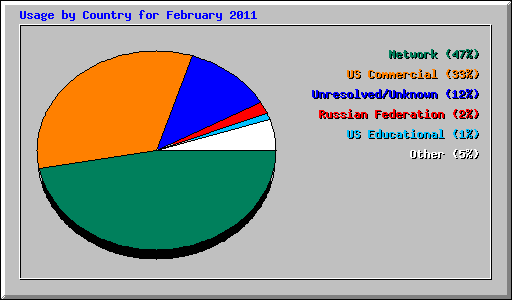 Usage by Country for February 2011
Network (47%)
US Commercial (33%)
Unresolved/Unknown (12%)
Russian Federation (2%)
US Educational (1%)
Other (5%)